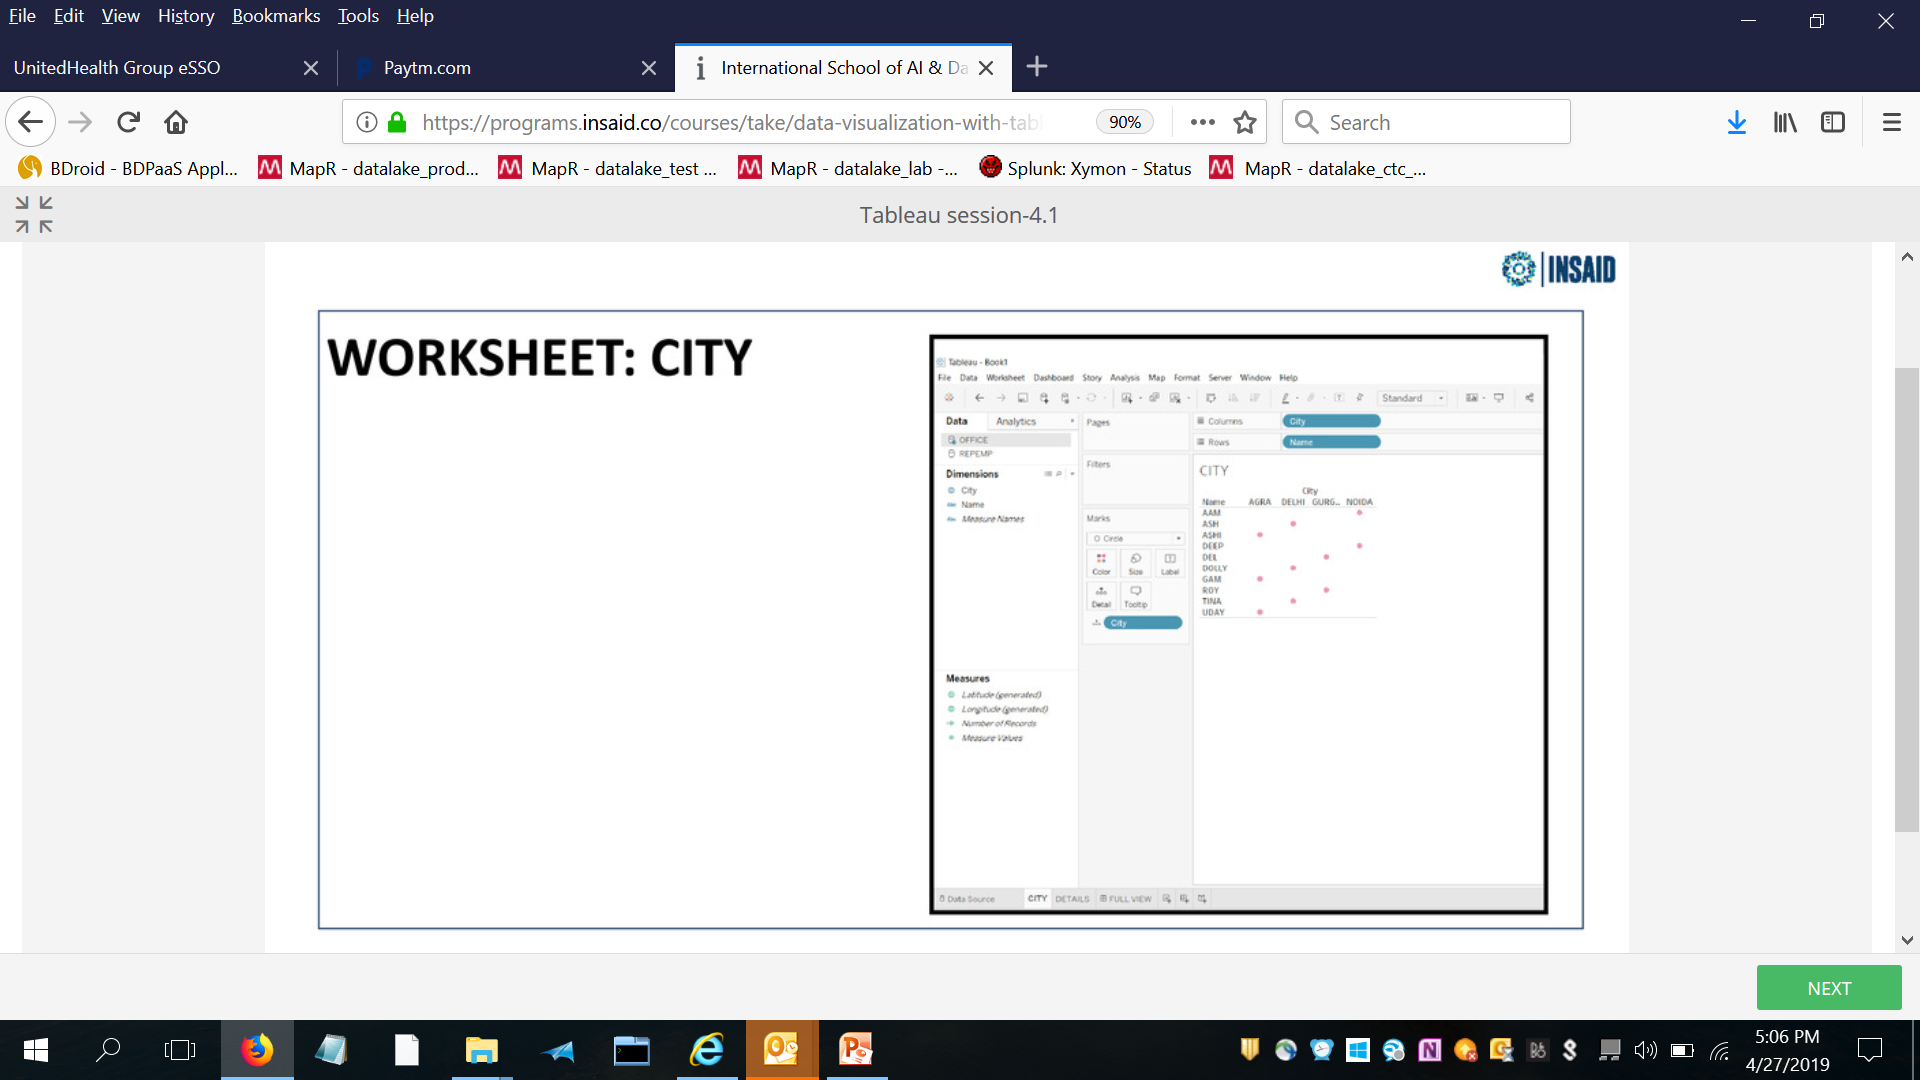 File Edit View History Bookmarks Tools Help
UnitedHealth Group eSSO
Paytm.com
International School of AI & Da
https://programs.insaid.co/courses/take/data-visualization-with-tabl
90%
Search
BDroid - BDPaaS Appl...
MapR - datalake_prod...
MapR - datalake_test ...
MapR - datalake_lab -...
Splunk: Xymon - Status
MapR - datalake_ctc_...
Tableau session-4.1
INSAID
WORKSHEET: CITY
Tableau - Book1
File Data Worksheet Dashboard Story Analysis Map Format Server Window Help
Standard
Data Analytics
OFFICE
REPEMP
Dimensions
City
Name
Measure Names
Measures
Latitude (generated)
Longitude (generated)
Number of Records
Measure Values
Pages
Filters
Marks
Circle
Color Size Label
Detail Tooltip
City
Columns City
Rows Name
CITY
City
Name AGRA DELHI GURG.. NOIDA
AAM
ASH
ASHI
DEEP
DEL
DOLLY
GAM
ROY
TINA
UDAY
Data Source CITY DETAILS FULL VIEW
NEXT
5:06 PM
4/27/2019